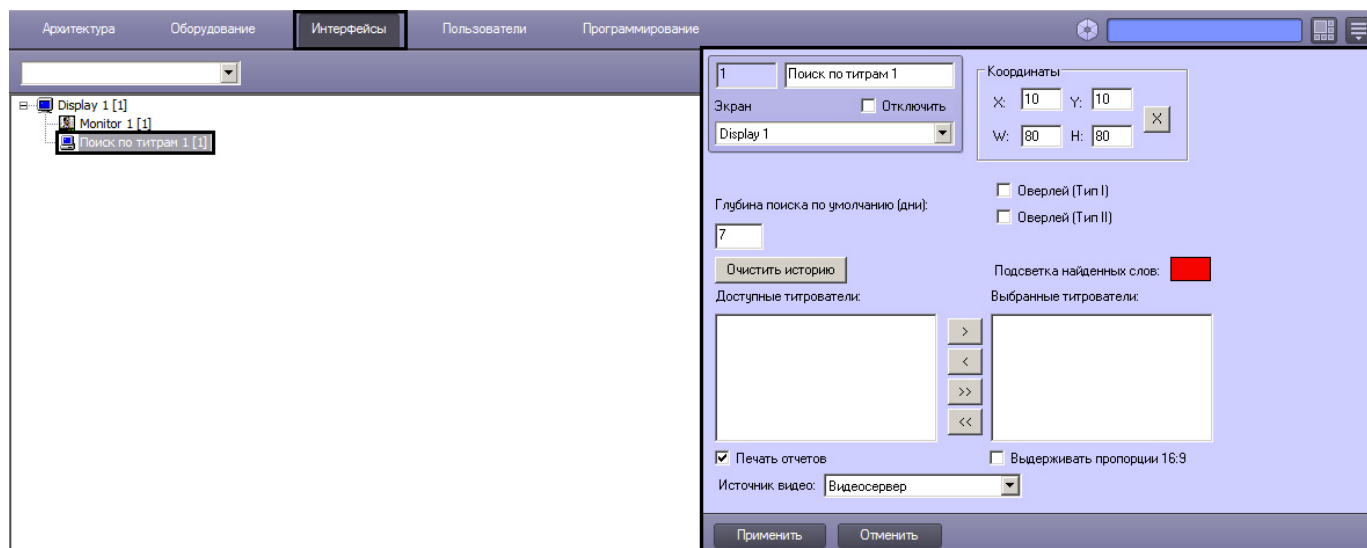 Архитектура Оборудование Интерфейсы Пользователи Программирование
Display 1 [1]
Monitor 1 [1]
Поиск по титрам 1 [1]
1 Поиск по титрам 1
Экран Отключить
Display 1
Координаты
X: 10 Y: 10
W: 80 H: 80
X
Глубина поиска по умолчанию (дни):
7
Оверлей (Тип I)
Оверлей (Тип II)
Очистить историю Подсветка найденных слов:
Доступные титрователи: Выбранные титрователи:
>
<
>>
<<
Печать отчетов Выдерживать пропорции 16:9
Источник видео: Видеосервер
Применить Отменить